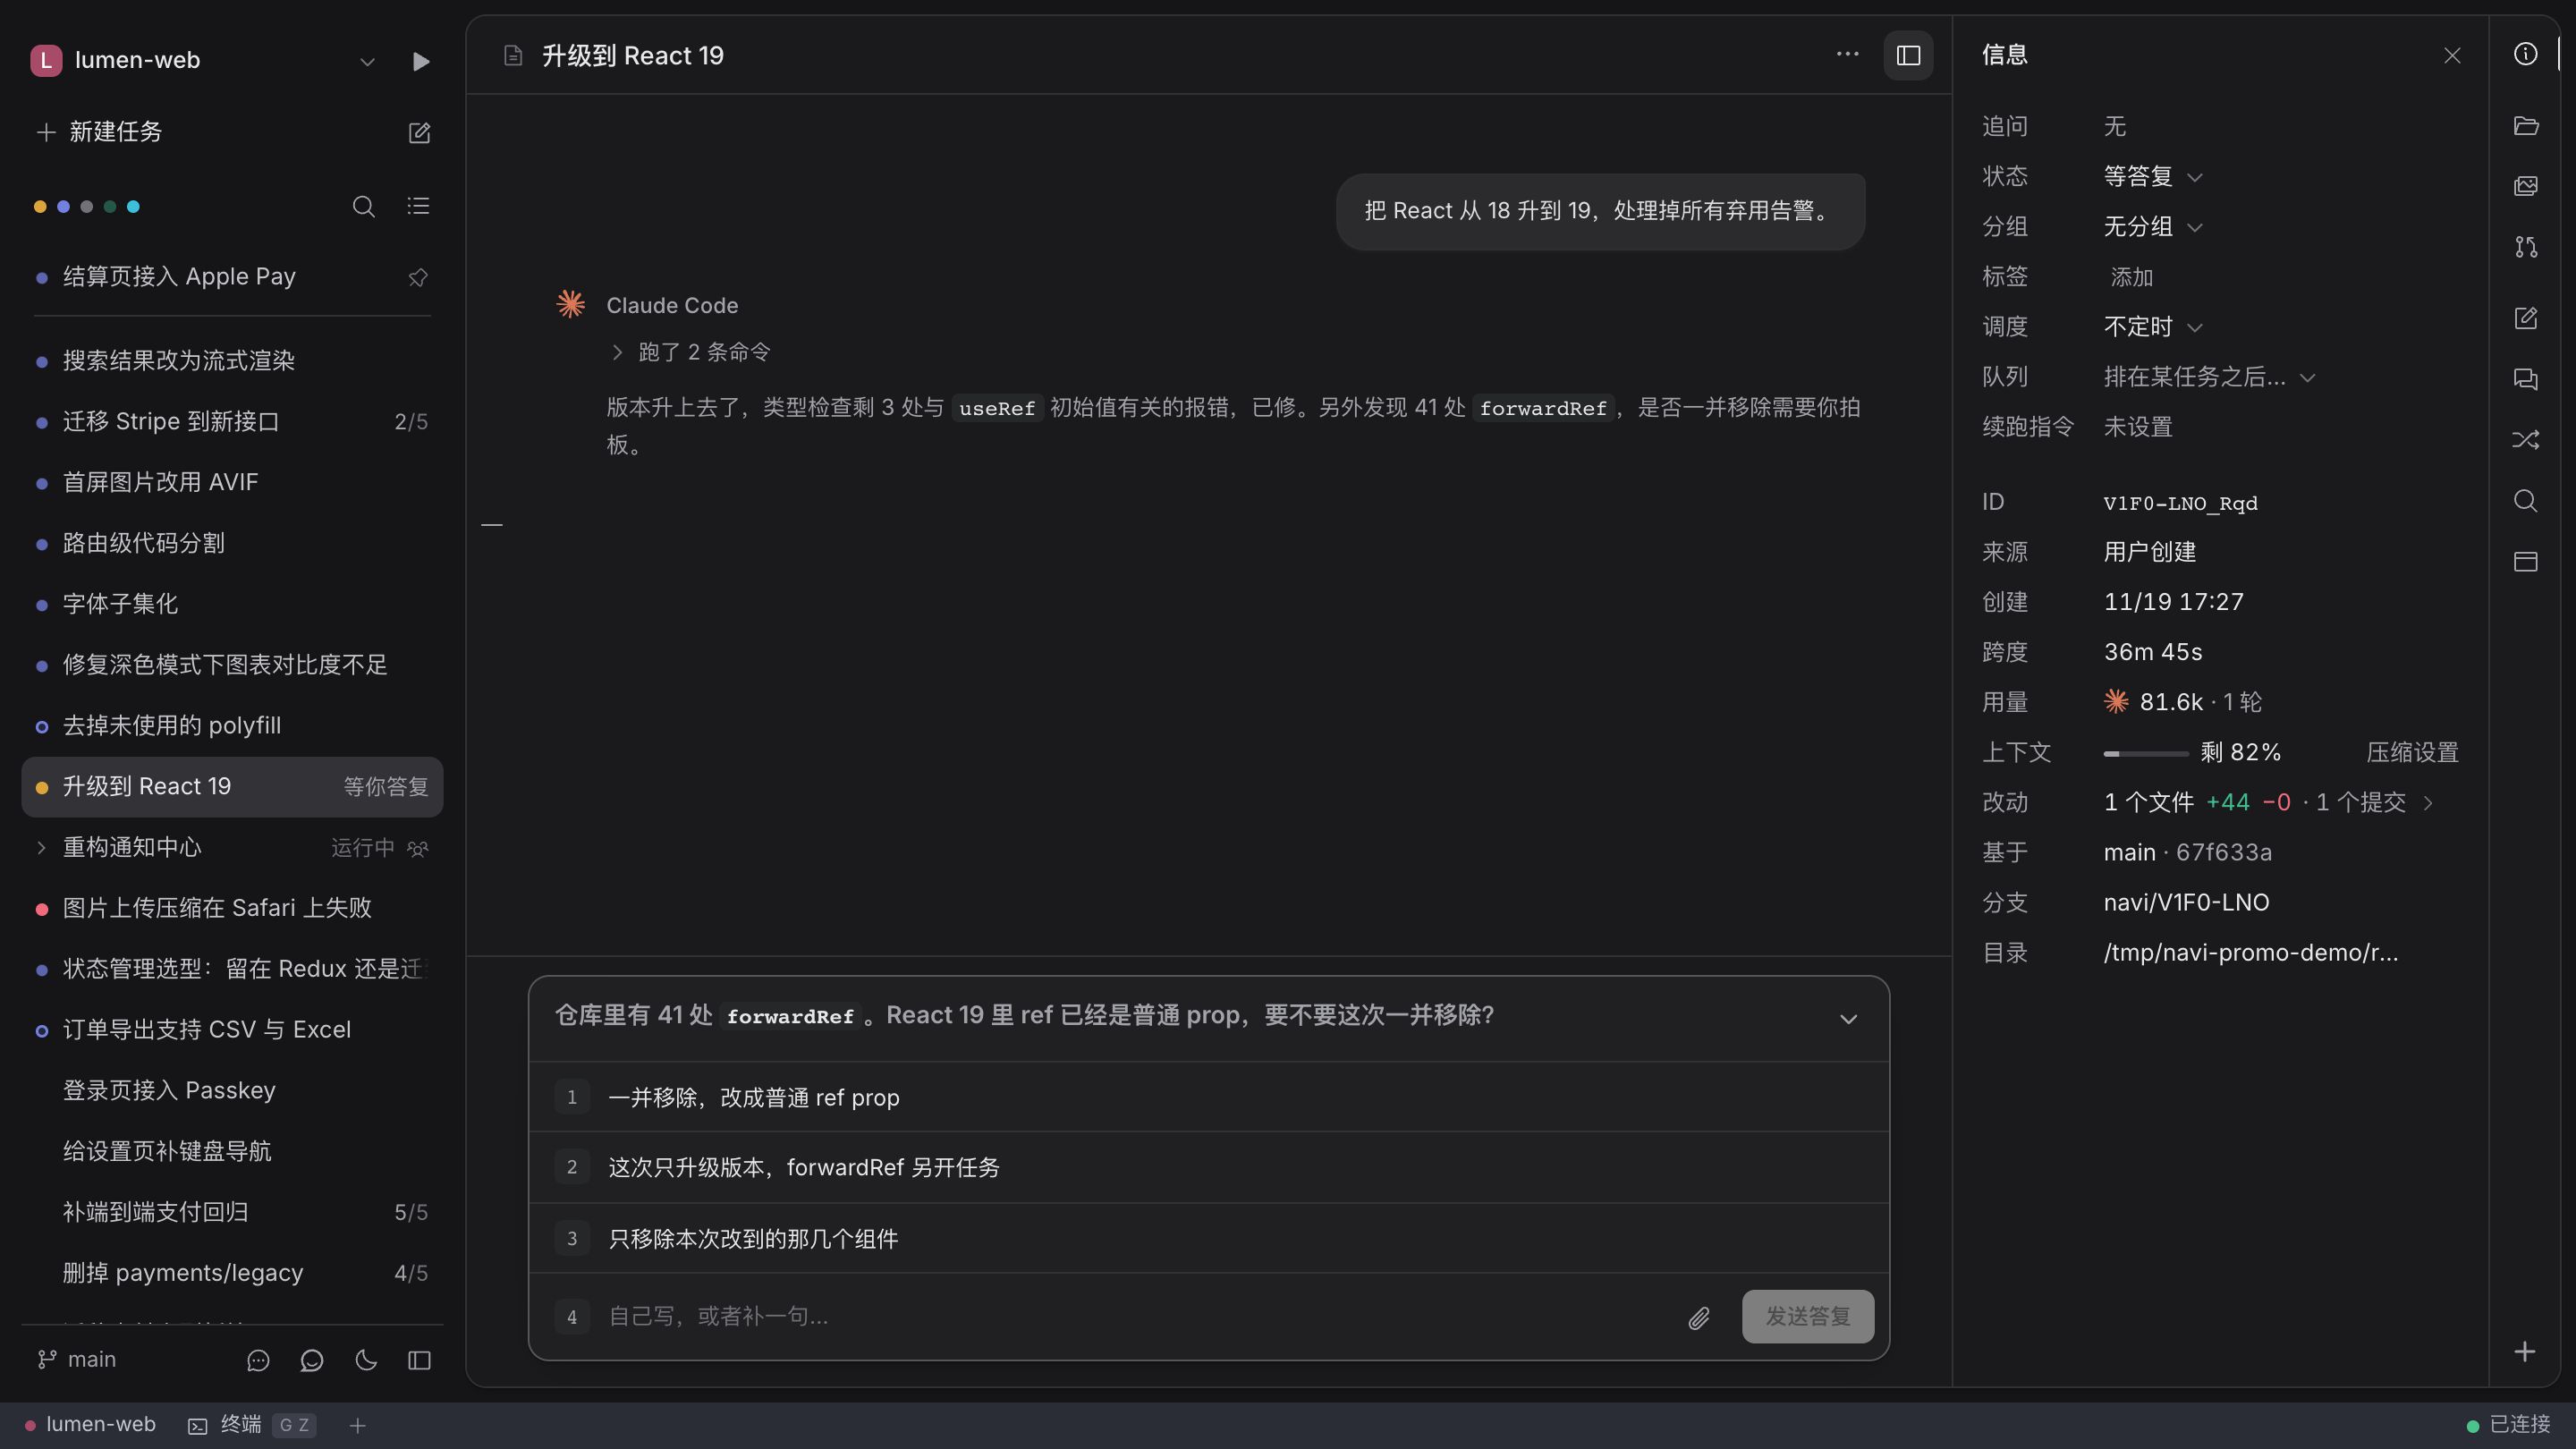 L lumen-web
新建任务
结算页接入 Apple Pay
搜索结果改为流式渲染
迁移 Stripe 到新接口 2/5
首屏图片改用 AVIF
路由级代码分割
字体子集化
修复深色模式下图表对比度不足
去掉未使用的 polyfill
升级到 React 19 等你答复
重构通知中心 运行中
图片上传压缩在 Safari 上失败
状态管理选型：留在 Redux 还是迁
订单导出支持 CSV 与 Excel
登录页接入 Passkey
给设置页补键盘导航
补端到端支付回归 5/5
删掉 payments/legacy 4/5
main
升级到 React 19
把 React 从 18 升到 19，处理掉所有弃用告警。
Claude Code
跑了 2 条命令
版本升上去了，类型检查剩 3 处与 useRef 初始值有关的报错，已修。另外发现 41 处 forwardRef，是否一并移除需要你拍
板。
仓库里有 41 处 forwardRef。React 19 里 ref 已经是普通 prop，要不要这次一并移除？
1 一并移除，改成普通 ref prop
2 这次只升级版本，forwardRef 另开任务
3 只移除本次改到的那几个组件
4 自己写，或者补一句...
发送答复
信息
追问 无
状态 等答复
分组 无分组
标签 添加
调度 不定时
队列 排在某任务之后...
续跑指令 未设置
ID V1F0-LNO_Rqd
来源 用户创建
创建 11/19 17:27
跨度 36m 45s
用量 81.6k · 1 轮
上下文 剩 82% 压缩设置
改动 1 个文件 +44 −0 · 1 个提交
基于 main · 67f633a
分支 navi/V1F0-LNO
目录 /tmp/navi-promo-demo/r...
lumen-web 终端 G Z
已连接